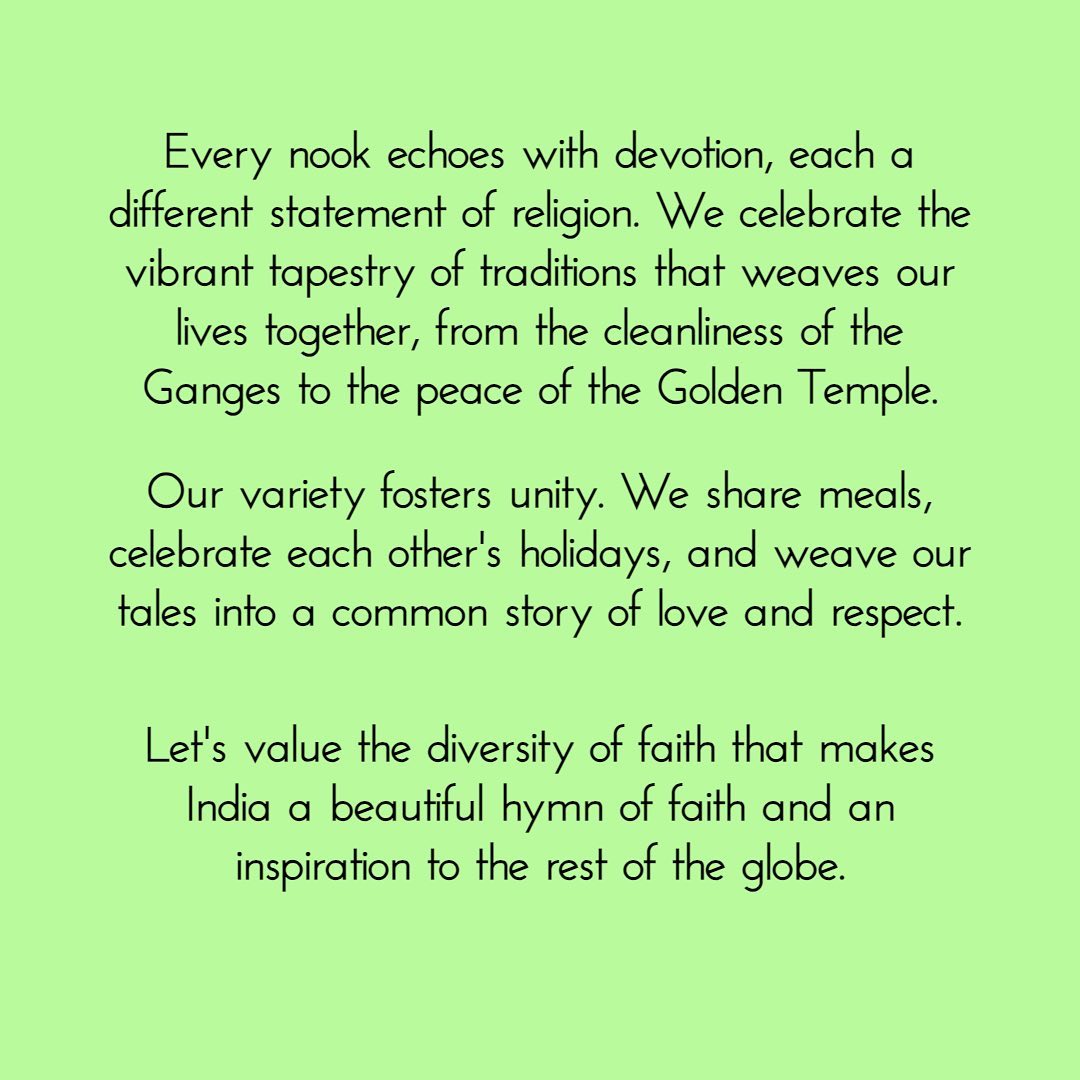 Every nook echoes with devotion, each a
different statement of religion. We celebrate the
vibrant tapestry of traditions that weaves our
lives together, from the cleanliness of the
Ganges to the peace of the Golden Temple.
Our variety fosters unity. We share meals,
celebrate each other's holidays, and weave our
tales into a common story of love and respect.
Let's value the diversity of faith that makes
India a beautiful hymn of faith and an
inspiration to the rest of the globe.